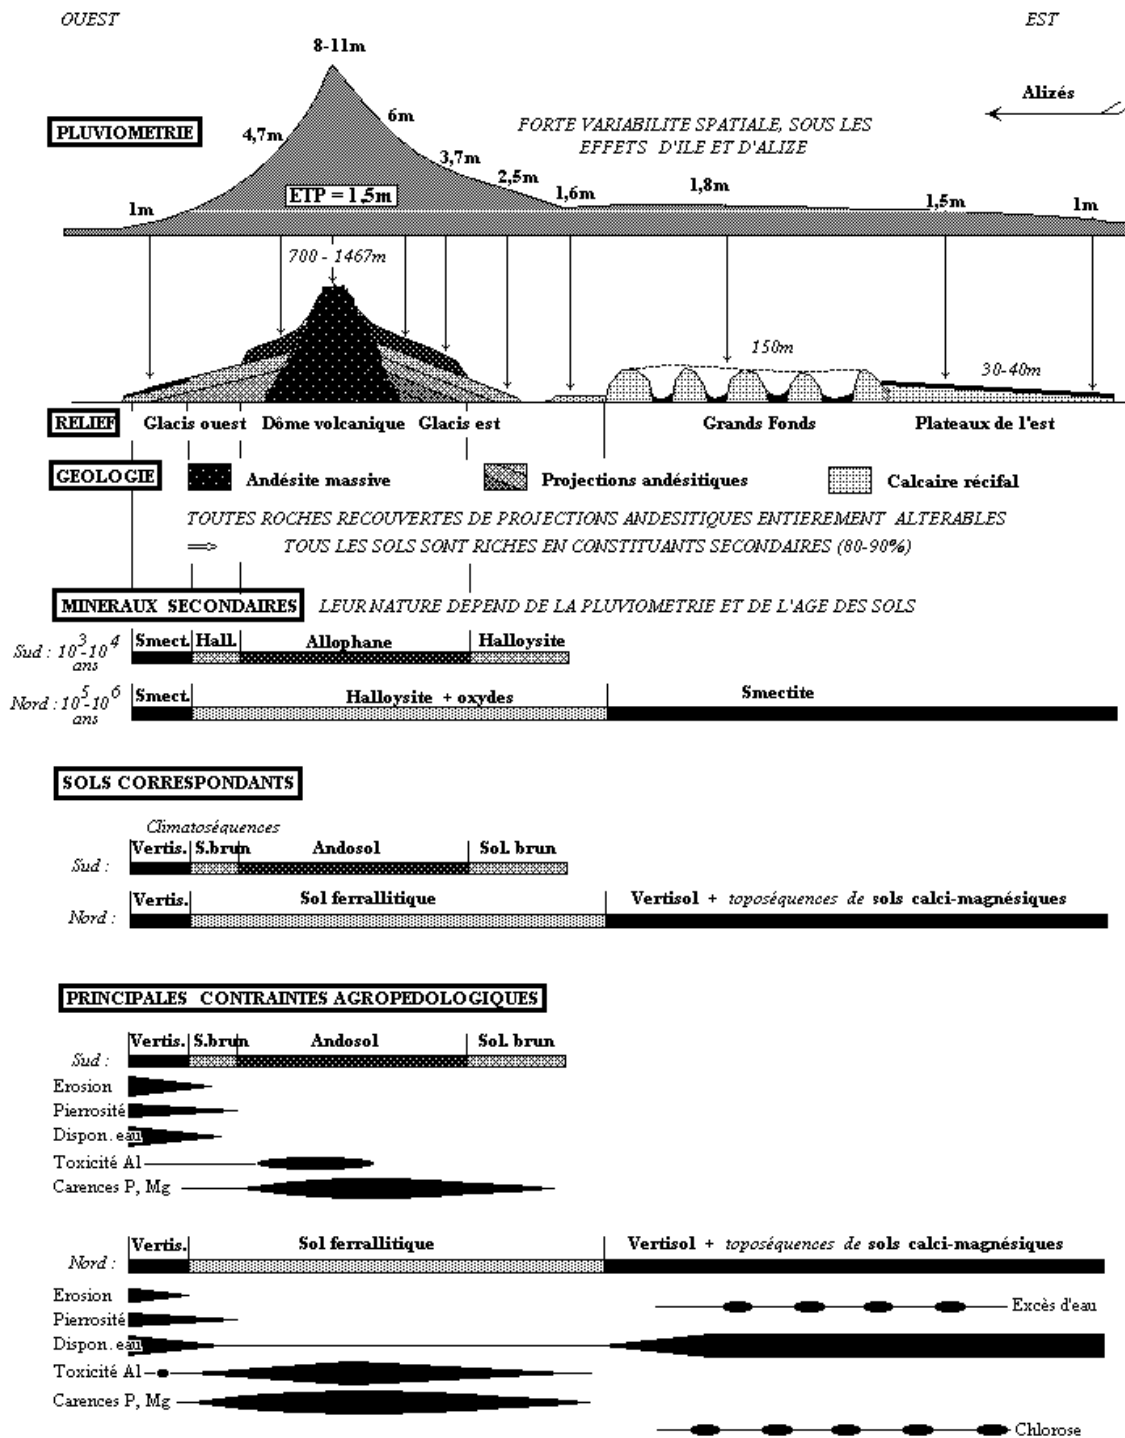 OUEST
EST
8-11m
Alizés
6m
PLUVIOMETRIE
4,7m
FORTE VARIABILITE SPATIALE, SOUS LES
EFFETS D'ILE ET D'ALIZE
3,7m
2,5m
1,6m
1,8m
ETP = 1,5m
1m
1,5m
1m
700 - 1467m
150m
30-40m
RELIEF
Glacis ouest
Dôme volcanique
Glacis est
Grands Fonds
Plateaux de l'est
GEOLOGIE
Andésite massive
Projections andésitiques
Calcaire récifal
TOUTES ROCHES RECOUVERTES DE PROJECTIONS ANDESITIQUES ENTIEREMENT ALTERABLES
⇒ TOUS LES SOLS SONT RICHES EN CONSTITUANTS SECONDAIRES (80-90%)
MINERAUX SECONDAIRES
LEUR NATURE DEPEND DE LA PLUVIOMETRIE ET DE L'AGE DES SOLS
Smect. Hall. Allophane Halloysite
Sud : 10^3-10^4
ans
Smect. Halloysite + oxydes Smectite
Nord : 10^5-10^6
ans
SOLS CORRESPONDANTS
Climatoséquences
Vertis. S.brun Andosol Sol. brun
Sud :
Vertis. Sol ferrallitique Vertisol + toposéquences de sols calci-magnésiques
Nord :
PRINCIPALES CONTRAINTES AGROPEDOLOGIQUES
Vertis. S.brun Andosol Sol. brun
Sud :
Erosion
Pierrosité
Dispon. eau
Toxicité Al
Carences P, Mg
Vertis. Sol ferrallitique Vertisol + toposéquences de sols calci-magnésiques
Nord :
Erosion
Excès d'eau
Pierrosité
Dispon. eau
Toxicité Al
Carences P, Mg
Chlorose